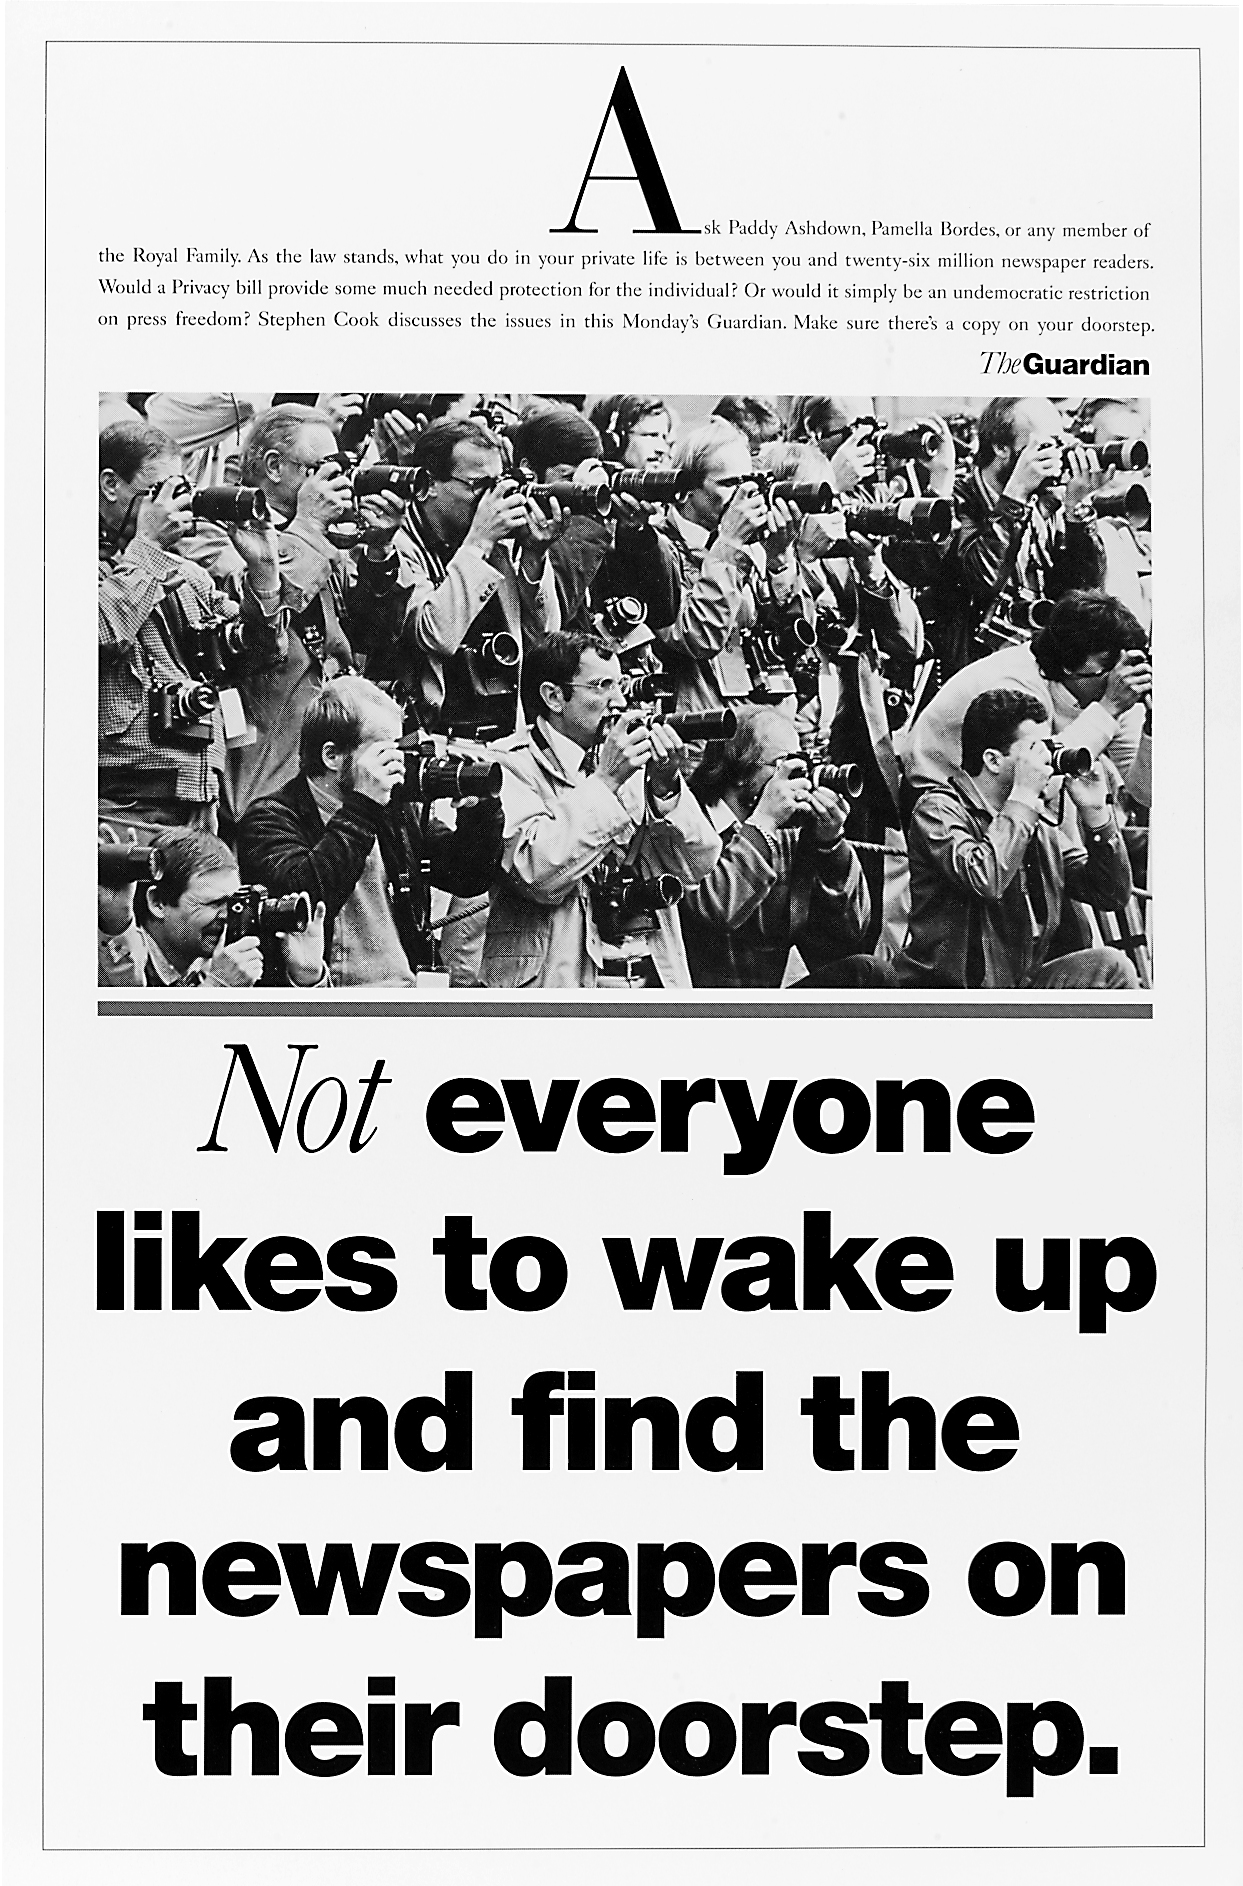 Ask Paddy Ashdown, Pamella Bordes, or any member of
the Royal Family. As the law stands, what you do in your private life is between you and twenty-six million newspaper readers.
Would a Privacy bill provide some much needed protection for the individual? Or would it simply be an undemocratic restriction
on press freedom? Stephen Cook discusses the issues in this Monday's Guardian. Make sure there's a copy on your doorstep.
The Guardian
Not everyone
likes to wake up
and find the
newspapers on
their doorstep.